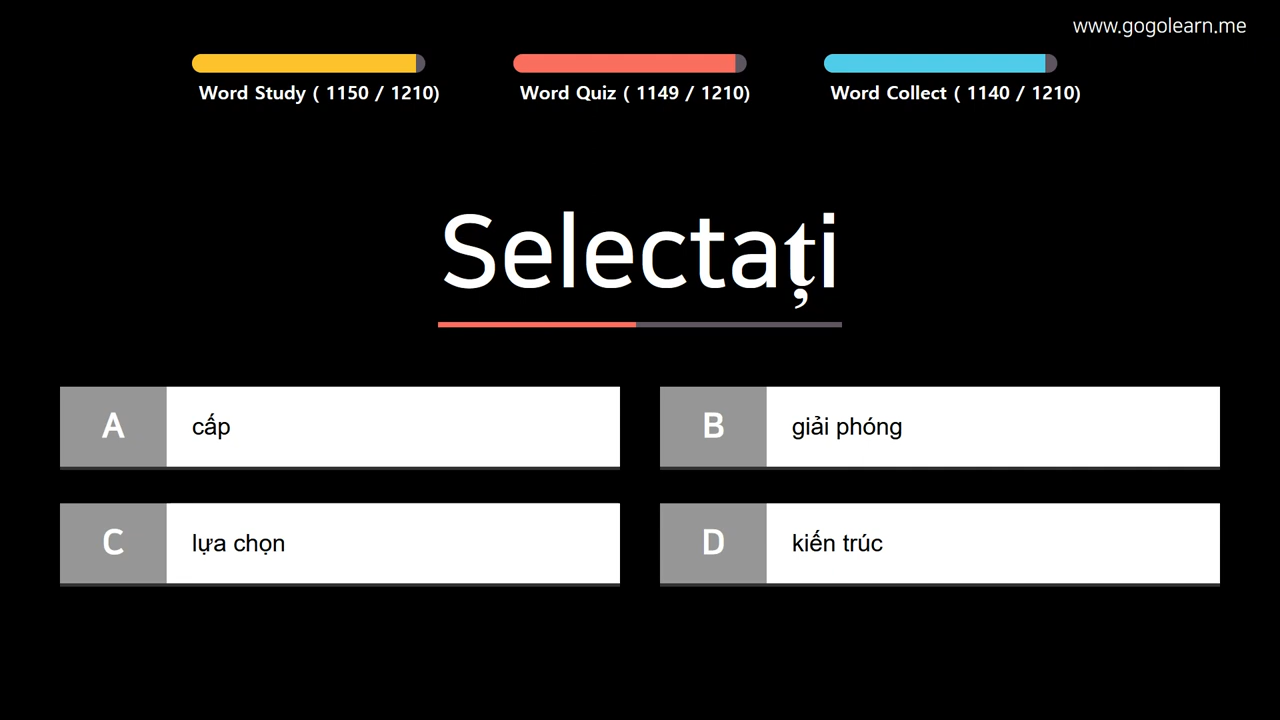 www.gogolearn.me
Word Study ( 1150 / 1210)
Word Quiz ( 1149 / 1210)
Word Collect ( 1140 / 1210)
Selectați
A cấp
B giải phóng
C lựa chọn
D kiến trúc